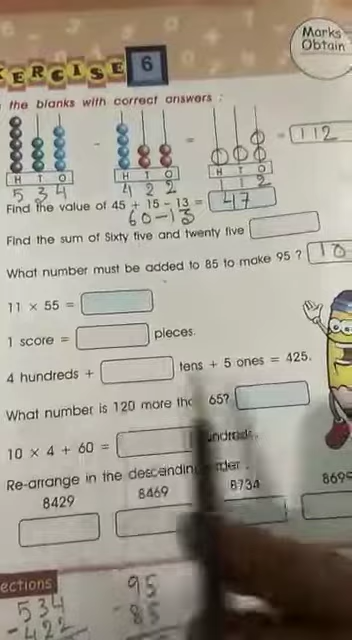 Marks
Obtain
ERCISE 6
the blanks with correct answers :
H T O - H T O = H T O = 112
5 3 4 4 2 2 1 1 2
Find the value of 45 + 15 - 13 = 47
60-13
Find the sum of Sixty five and twenty five
What number must be added to 85 to make 95 ? 10
11 × 55 =
1 score = pieces.
4 hundreds + tens + 5 ones = 425.
What number is 120 more 65?
10 × 4 + 60 = undreds.
Re-arrange in the descending order .
8429 8469 8734 869
ections
534
-422
95
-85